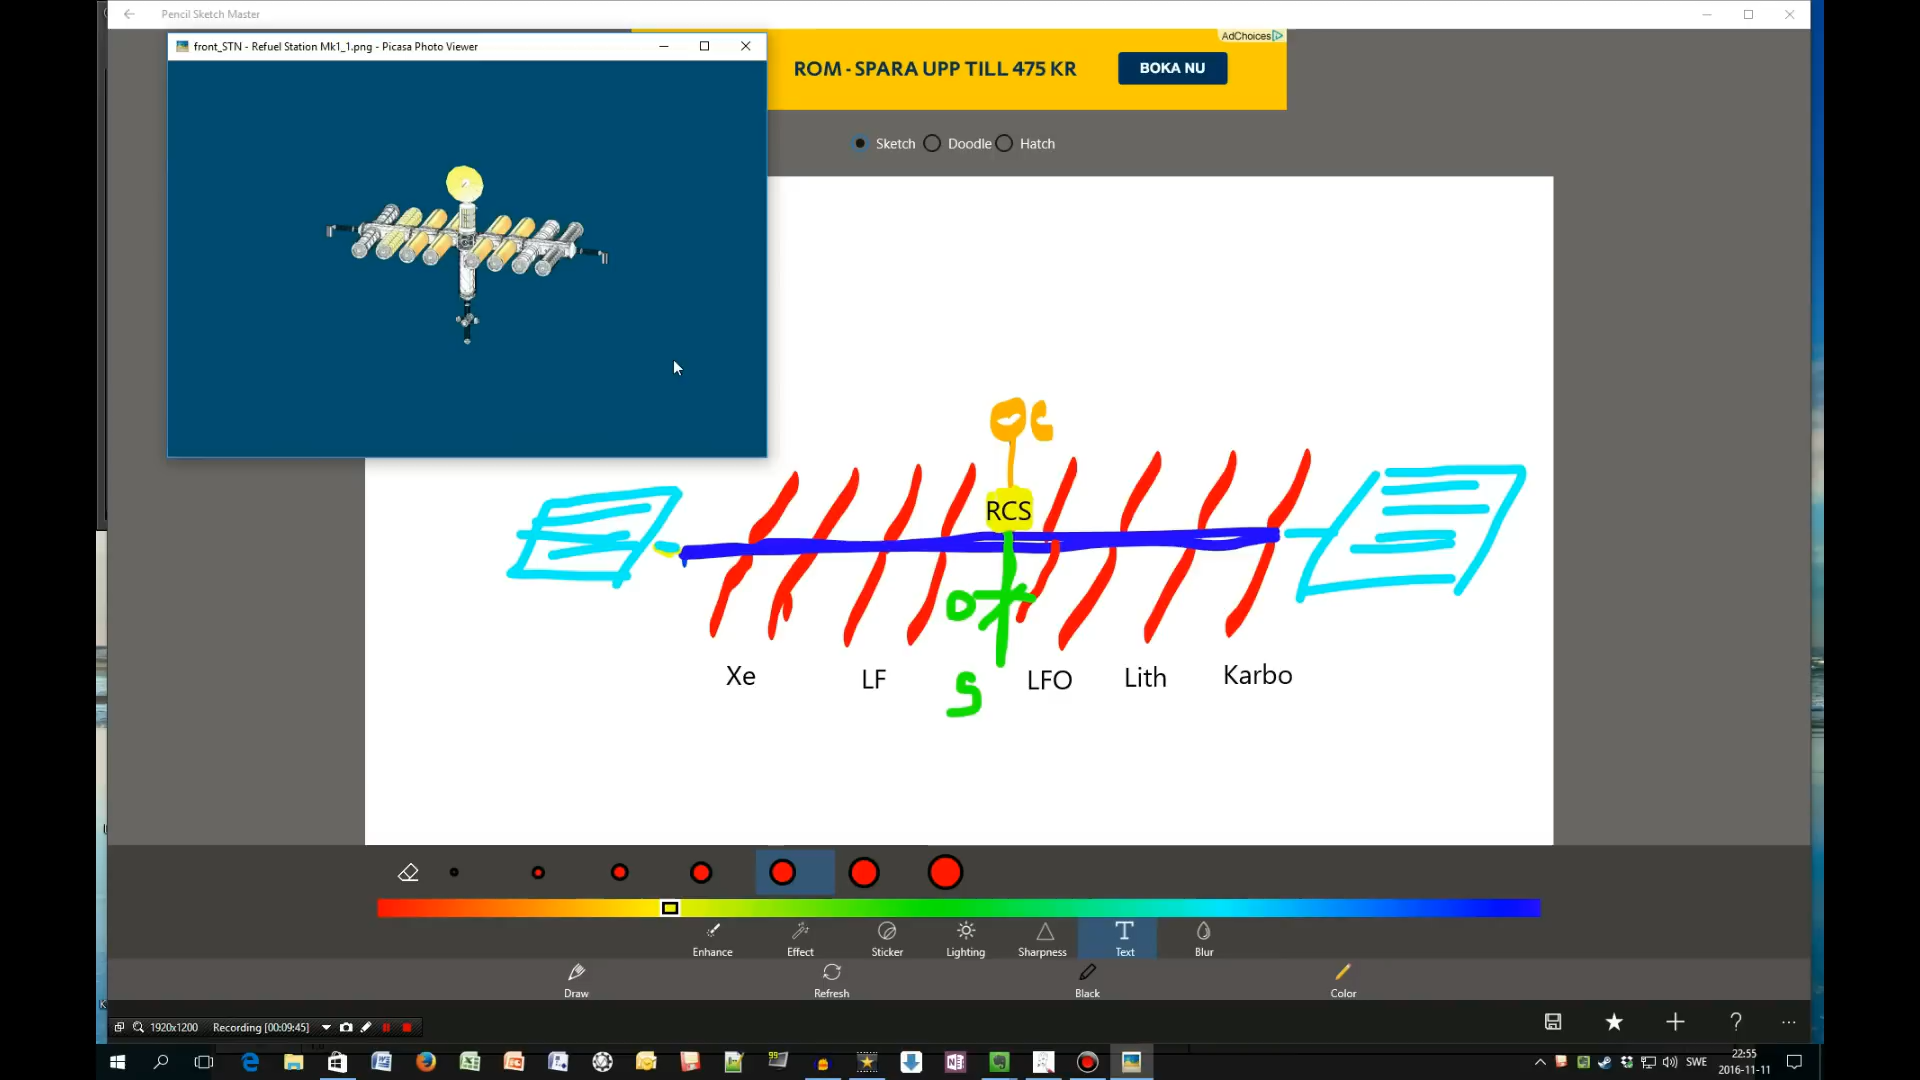 Pencil Sketch Master
front_STN - Refuel Station Mk1_1.png - Picasa Photo Viewer
AdChoices
ROM - SPARA UPP TILL 475 KR
BOKA NU
Sketch
Doodle
Hatch
RCS
D
S
Xe
LF
LFO
Lith
Karbo
Enhance
Effect
Sticker
Lighting
Sharpness
Text
Blur
Draw
Refresh
Black
Color
1920x1200
Recording [00:09:45]
SWE
22:55
2016-11-11